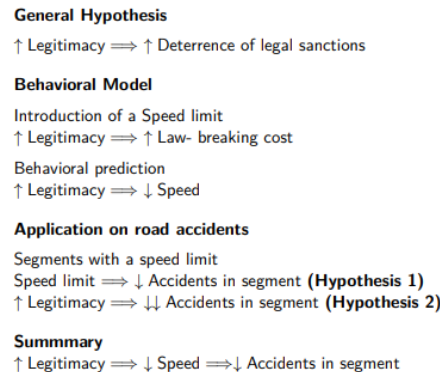 General Hypothesis
↑ Legitimacy ⟹ ↑ Deterrence of legal sanctions
Behavioral Model
Introduction of a Speed limit
↑ Legitimacy ⟹ ↑ Law- breaking cost
Behavioral prediction
↑ Legitimacy ⟹ ↓ Speed
Application on road accidents
Segments with a speed limit
Speed limit ⟹ ↓ Accidents in segment (Hypothesis 1)
↑ Legitimacy ⟹ ↓↓ Accidents in segment (Hypothesis 2)
Summmary
↑ Legitimacy ⟹ ↓ Speed ⟹↓ Accidents in segment